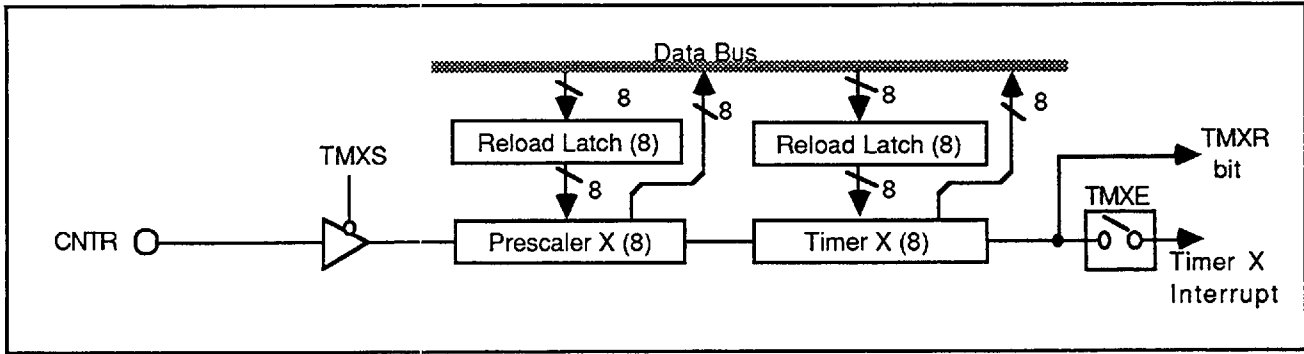 Data Bus
8
8
8
8
Reload Latch (8)
Reload Latch (8)
TMXS
TMXR
bit
8
8
TMXE
CNTR
Prescaler X (8)
Timer X (8)
Timer X
Interrupt